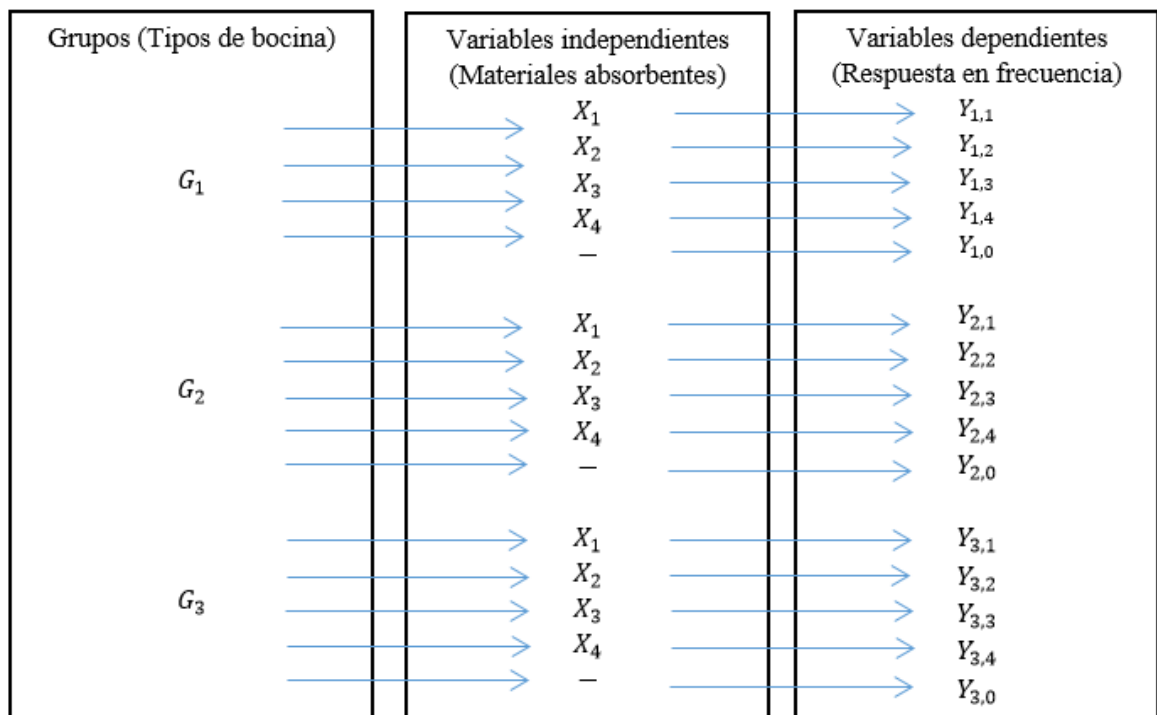 Grupos (Tipos de bocina)
Variables independientes
(Materiales absorbentes)
Variables dependientes
(Respuesta en frecuencia)
G₁
X₁
X₂
X₃
X₄
–
Y₁,₁
Y₁,₂
Y₁,₃
Y₁,₄
Y₁,₀
G₂
X₁
X₂
X₃
X₄
–
Y₂,₁
Y₂,₂
Y₂,₃
Y₂,₄
Y₂,₀
G₃
X₁
X₂
X₃
X₄
–
Y₃,₁
Y₃,₂
Y₃,₃
Y₃,₄
Y₃,₀